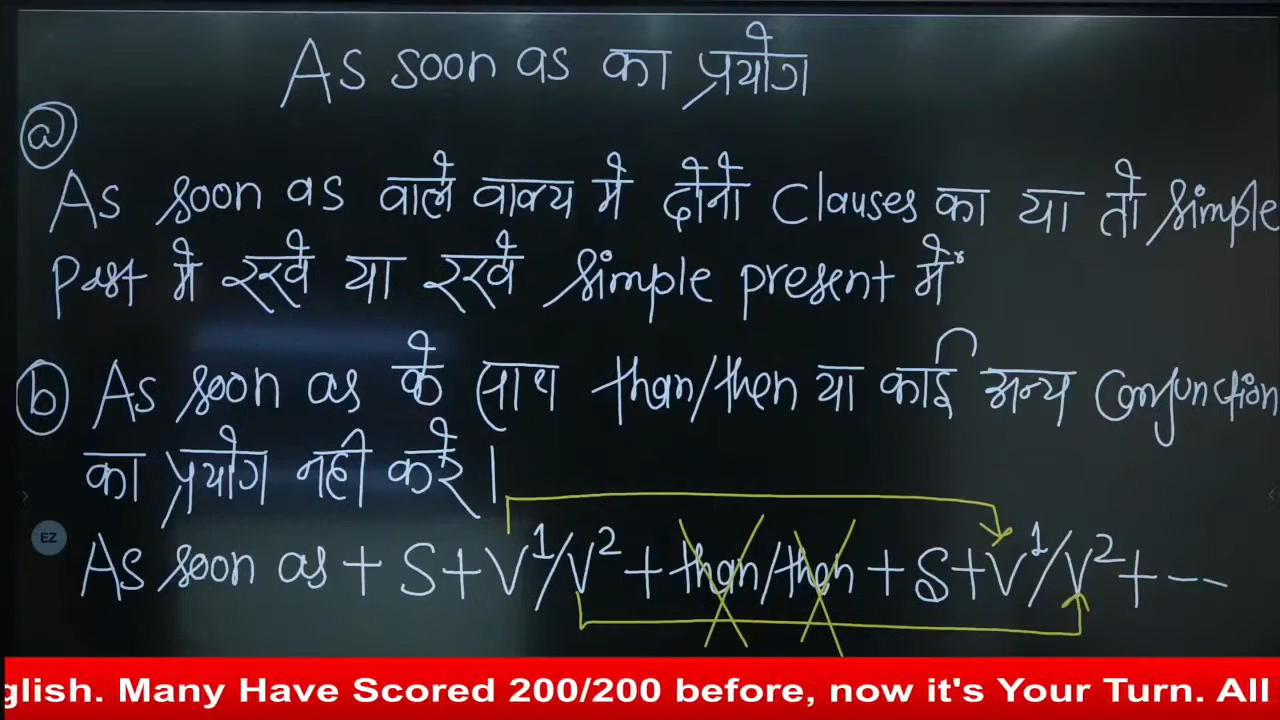 As soon as का प्रयोग
(a)
As soon as वाले वाक्य मे दोनो Clauses का या तो simple
Past मे रखे या रखे simple present में
(b) As soon as के साथ than/then या कोई अन्य Conjunction
का प्रयोग नही करे।
EZ
As soon as + S+V1/V2 + than/then + S+V1/V2+---
glish. Many Have Scored 200/200 before, now it's Your Turn. All